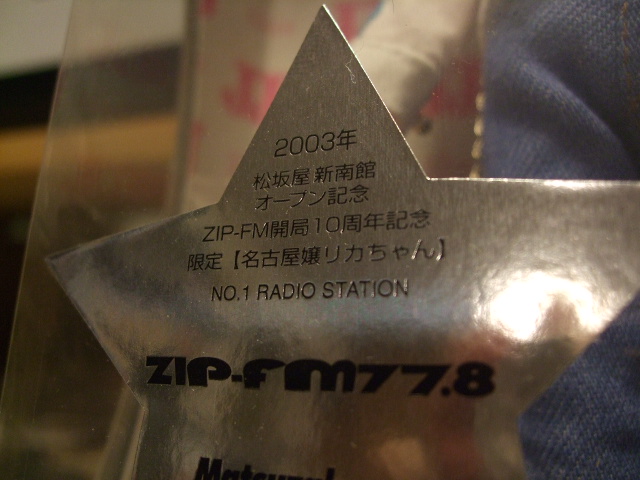 2003年
松坂屋 新南館
オープン記念
ZIP-FM開局10周年記念
限定【名古屋嬢リカちゃん】
NO.1 RADIO STATION
ZIP-FM77.8